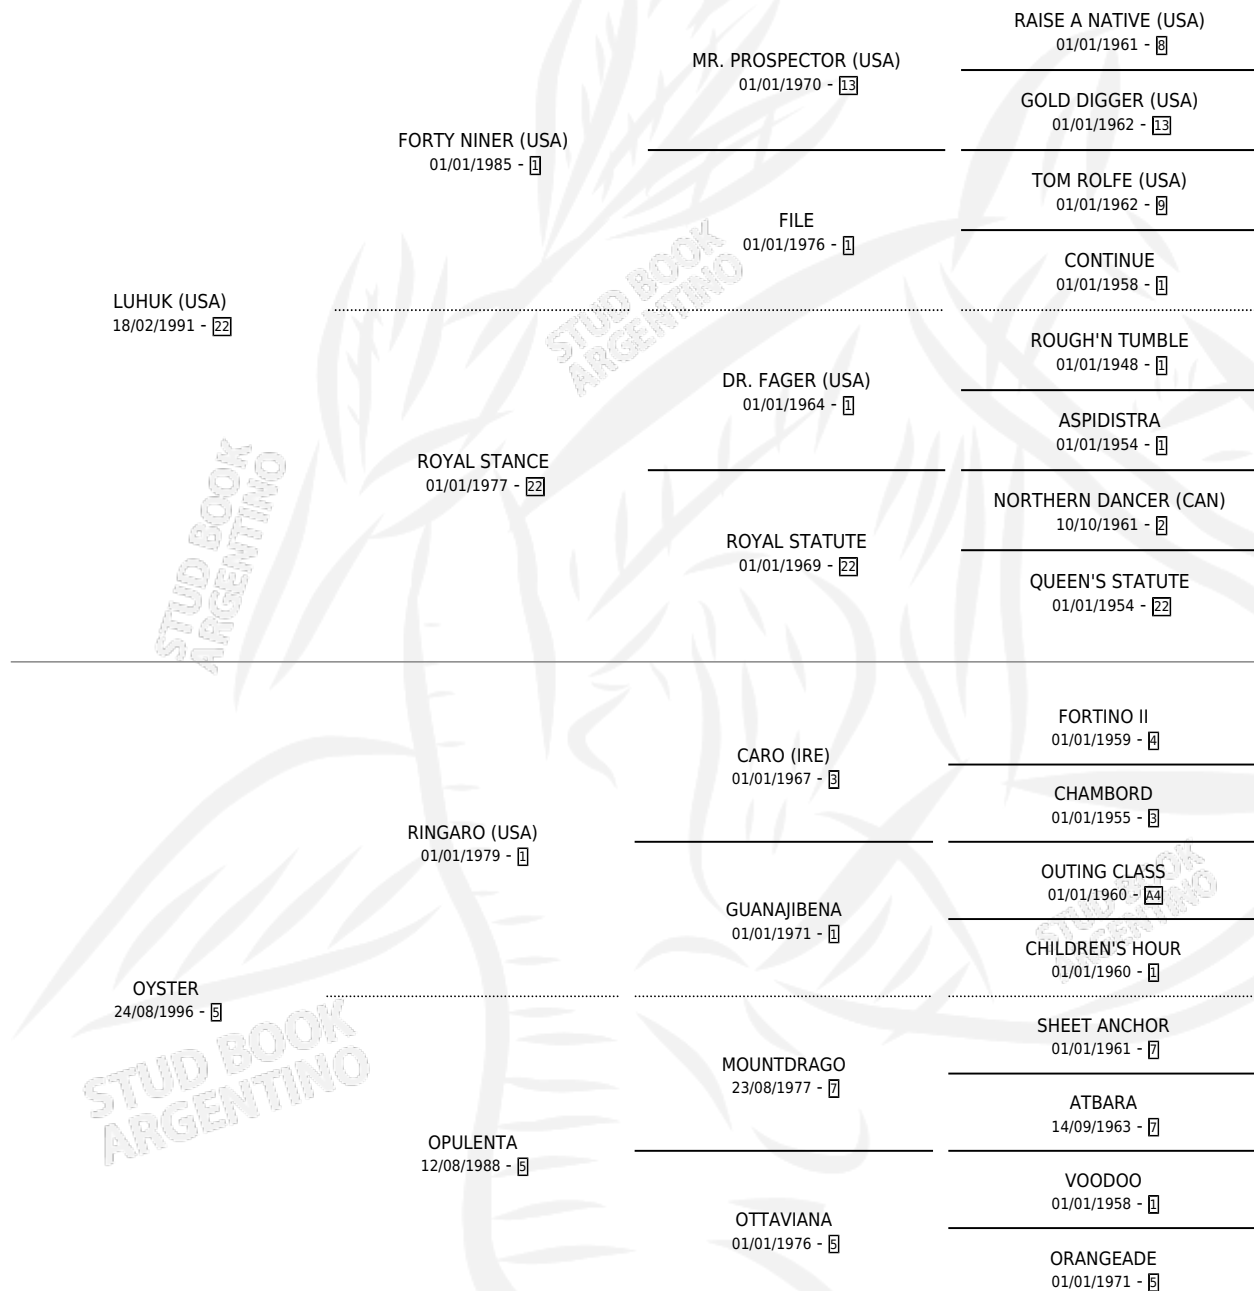 RAISE A NATIVE (USA)
01/01/1961 - 8
MR. PROSPECTOR (USA)
01/01/1970 - 13
GOLD DIGGER (USA)
01/01/1962 - 13
FORTY NINER (USA)
01/01/1985 - 1
TOM ROLFE (USA)
01/01/1962 - 9
FILE
01/01/1976 - 1
CONTINUE
01/01/1958 - 1
LUHUK (USA)
18/02/1991 - 22
ROUGH'N TUMBLE
01/01/1948 - 1
DR. FAGER (USA)
01/01/1964 - 1
ASPIDISTRA
01/01/1954 - 1
ROYAL STANCE
01/01/1977 - 22
NORTHERN DANCER (CAN)
10/10/1961 - 2
ROYAL STATUTE
01/01/1969 - 22
QUEEN'S STATUTE
01/01/1954 - 22
STUD BOOK
ARGENTINO
STUD BOOK
ARGENTINO
FORTINO II
01/01/1959 - 4
CARO (IRE)
01/01/1967 - 3
CHAMBORD
01/01/1955 - 3
RINGARO (USA)
01/01/1979 - 1
OUTING CLASS
01/01/1960 - A4
GUANAJIBENA
01/01/1971 - 1
CHILDREN'S HOUR
01/01/1960 - 1
STUD BOOK
ARGENTINO
OYSTER
24/08/1996 - 5
SHEET ANCHOR
01/01/1961 - 7
MOUNTDRAGO
23/08/1977 - 7
ATBARA
14/09/1963 - 7
OPULENTA
12/08/1988 - 5
VOODOO
01/01/1958 - 1
OTTAVIANA
01/01/1976 - 5
ORANGEADE
01/01/1971 - 5
STUD BOOK
ARGENTINO